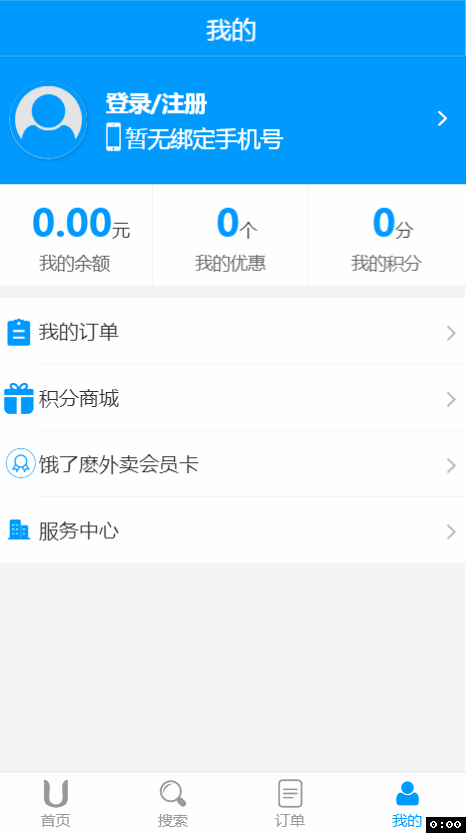 我的
登录/注册
暂无绑定手机号
0.00元 0个 0分
我的余额 我的优惠 我的积分
我的订单
积分商城
饿了麽外卖会员卡
服务中心
首页 搜索 订单 我的
0:00